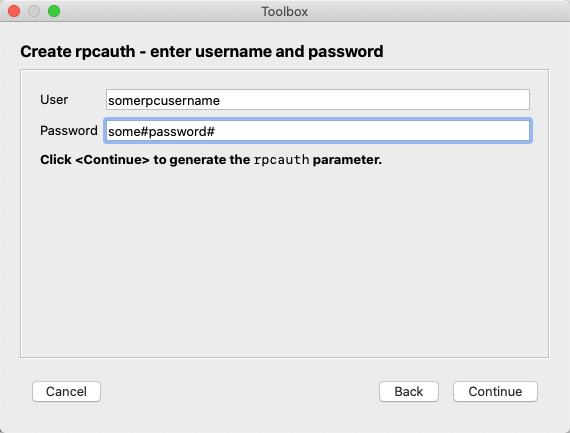 Toolbox
Create rpcauth - enter username and password
User somerpcusername
Password some#password#
Click <Continue> to generate the rpcauth parameter.
Cancel Back Continue